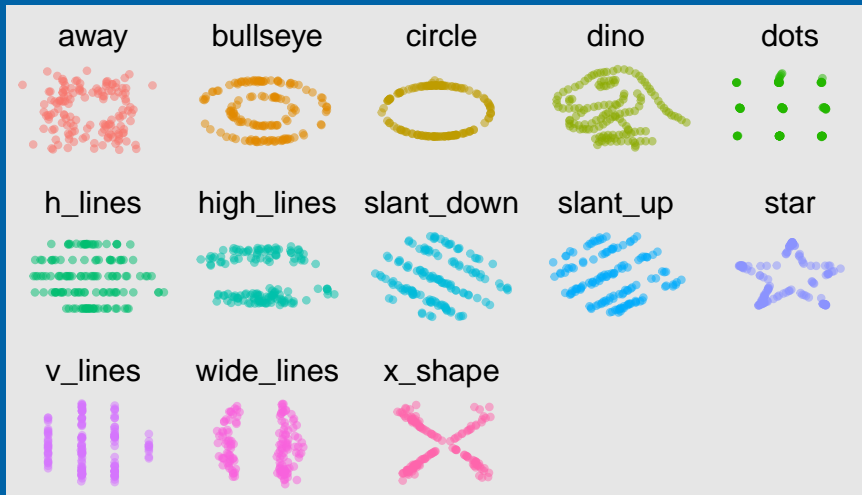 away bullseye circle dino dots
h_lines high_lines slant_down slant_up star
v_lines wide_lines x_shape